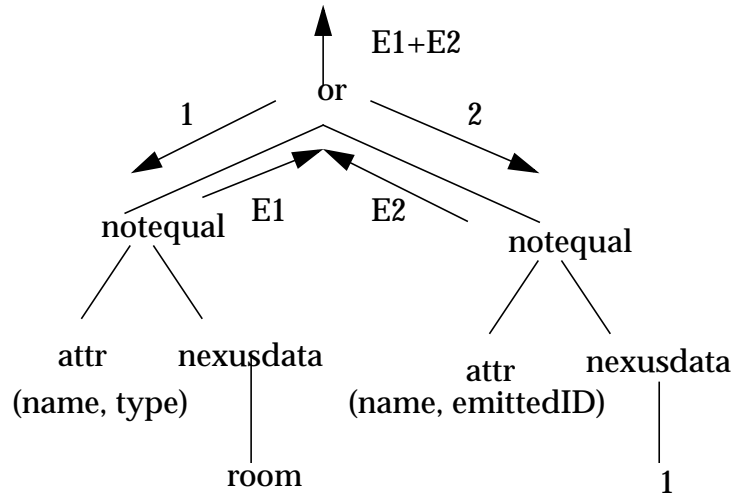 E1+E2
or
1
2
E1
E2
notequal
notequal
attr
(name, type)
nexusdata
attr
(name, emittedID)
nexusdata
room
1